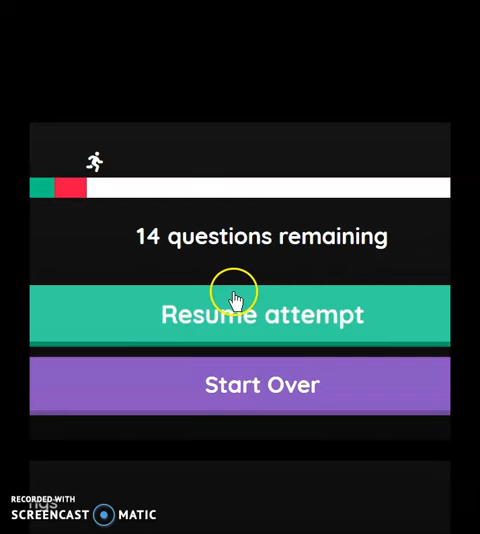 14 questions remaining
Resume attempt
Start Over
RECORDED WITH
SCREENCAST MATIC